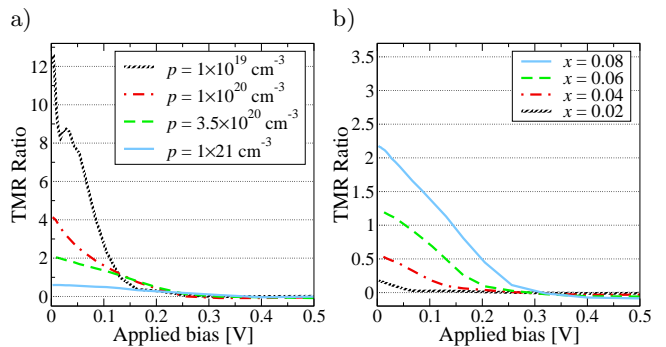 a)
b)
TMR Ratio
12
10
8
6
4
2
0
p = 1×10^19 cm^-3
p = 1×10^20 cm^-3
p = 3.5×10^20 cm^-3
p = 1×21 cm^-3
0 0.1 0.2 0.3 0.4 0.5
Applied bias [V]
TMR Ratio
3.5
3
2.5
2
1.5
1
0.5
0
x = 0.08
x = 0.06
x = 0.04
x = 0.02
0 0.1 0.2 0.3 0.4 0.5
Applied bias [V]